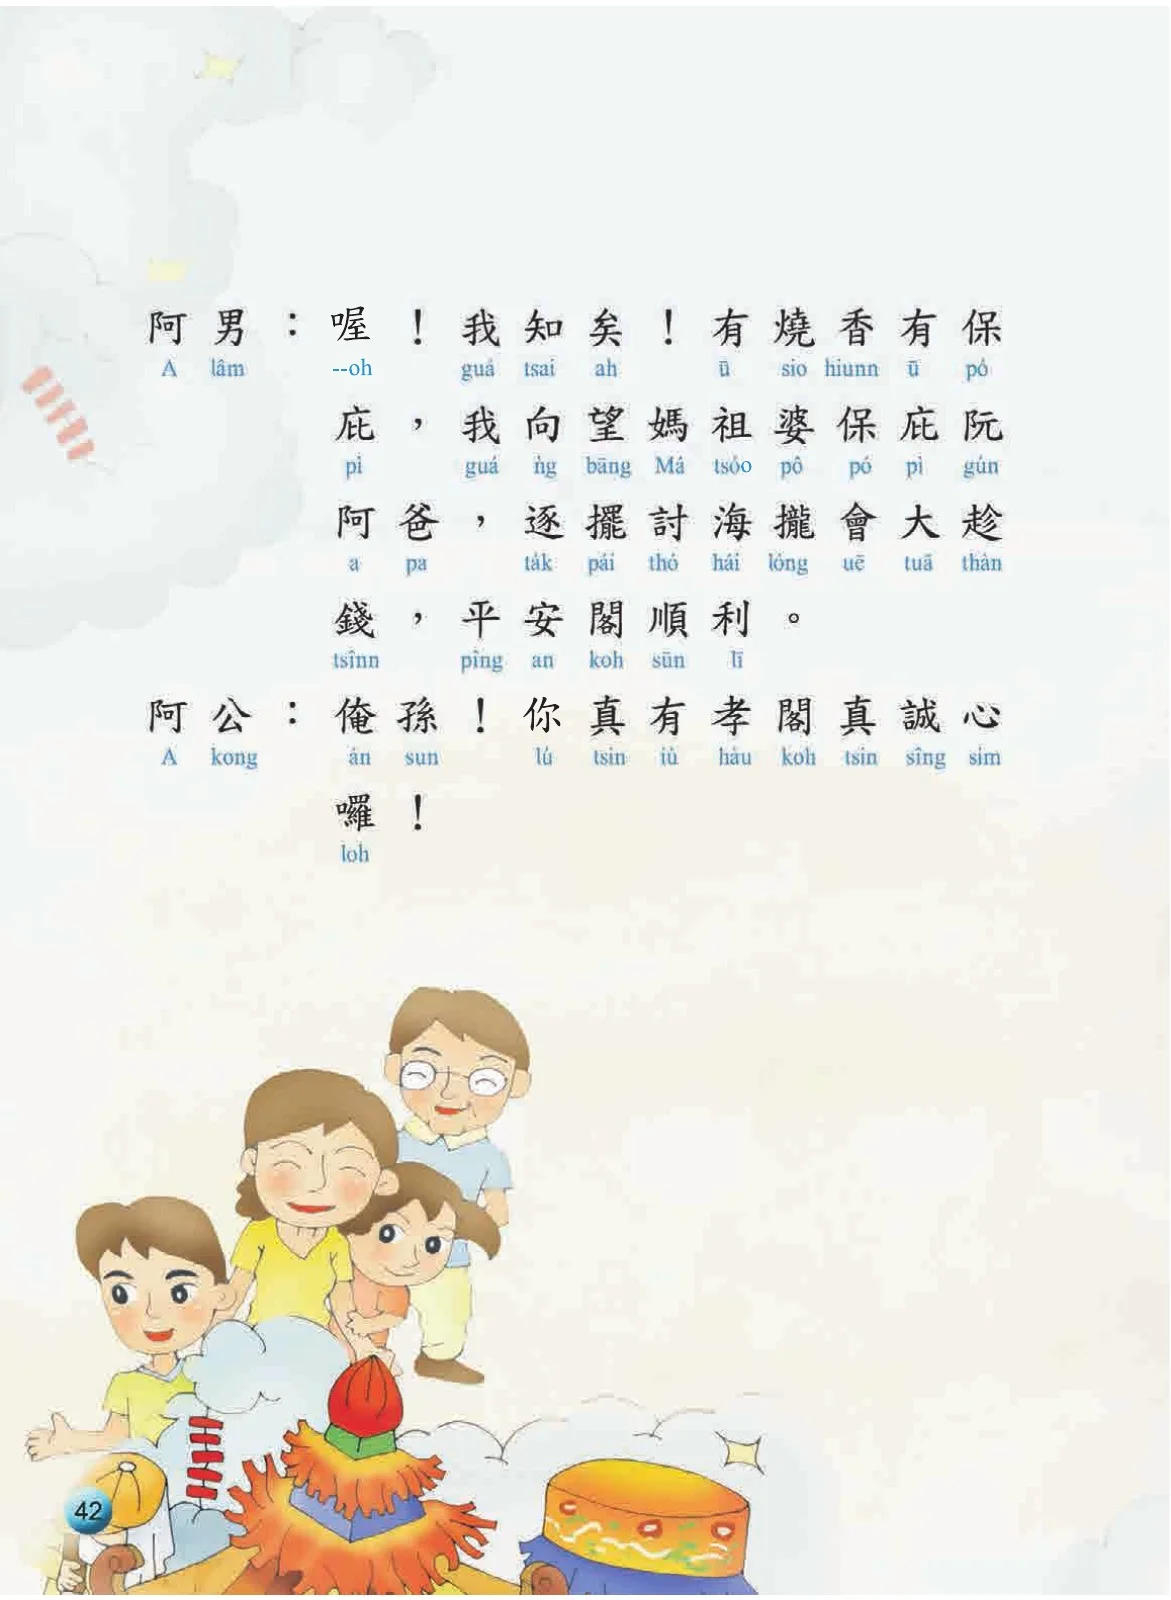 阿男：喔！我知矣！有燒香有保
A lâm --oh guá tsai ah ū sio hiunn ū pó
庇，我向望媽祖婆保庇阮
pì guá ǹg bāng Má tsóo pô pó pì gún
阿爸，逐擺討海攏會大趁
a pa ta̍k pái thó hái lóng uē tuā thàn
錢，平安閣順利。
tsînn pîng an koh sūn lī
阿公：俺孫！你真有孝閣真誠心
A kong án sun lú tsin iú hàu koh tsin sîng sim
囉！
loh
42